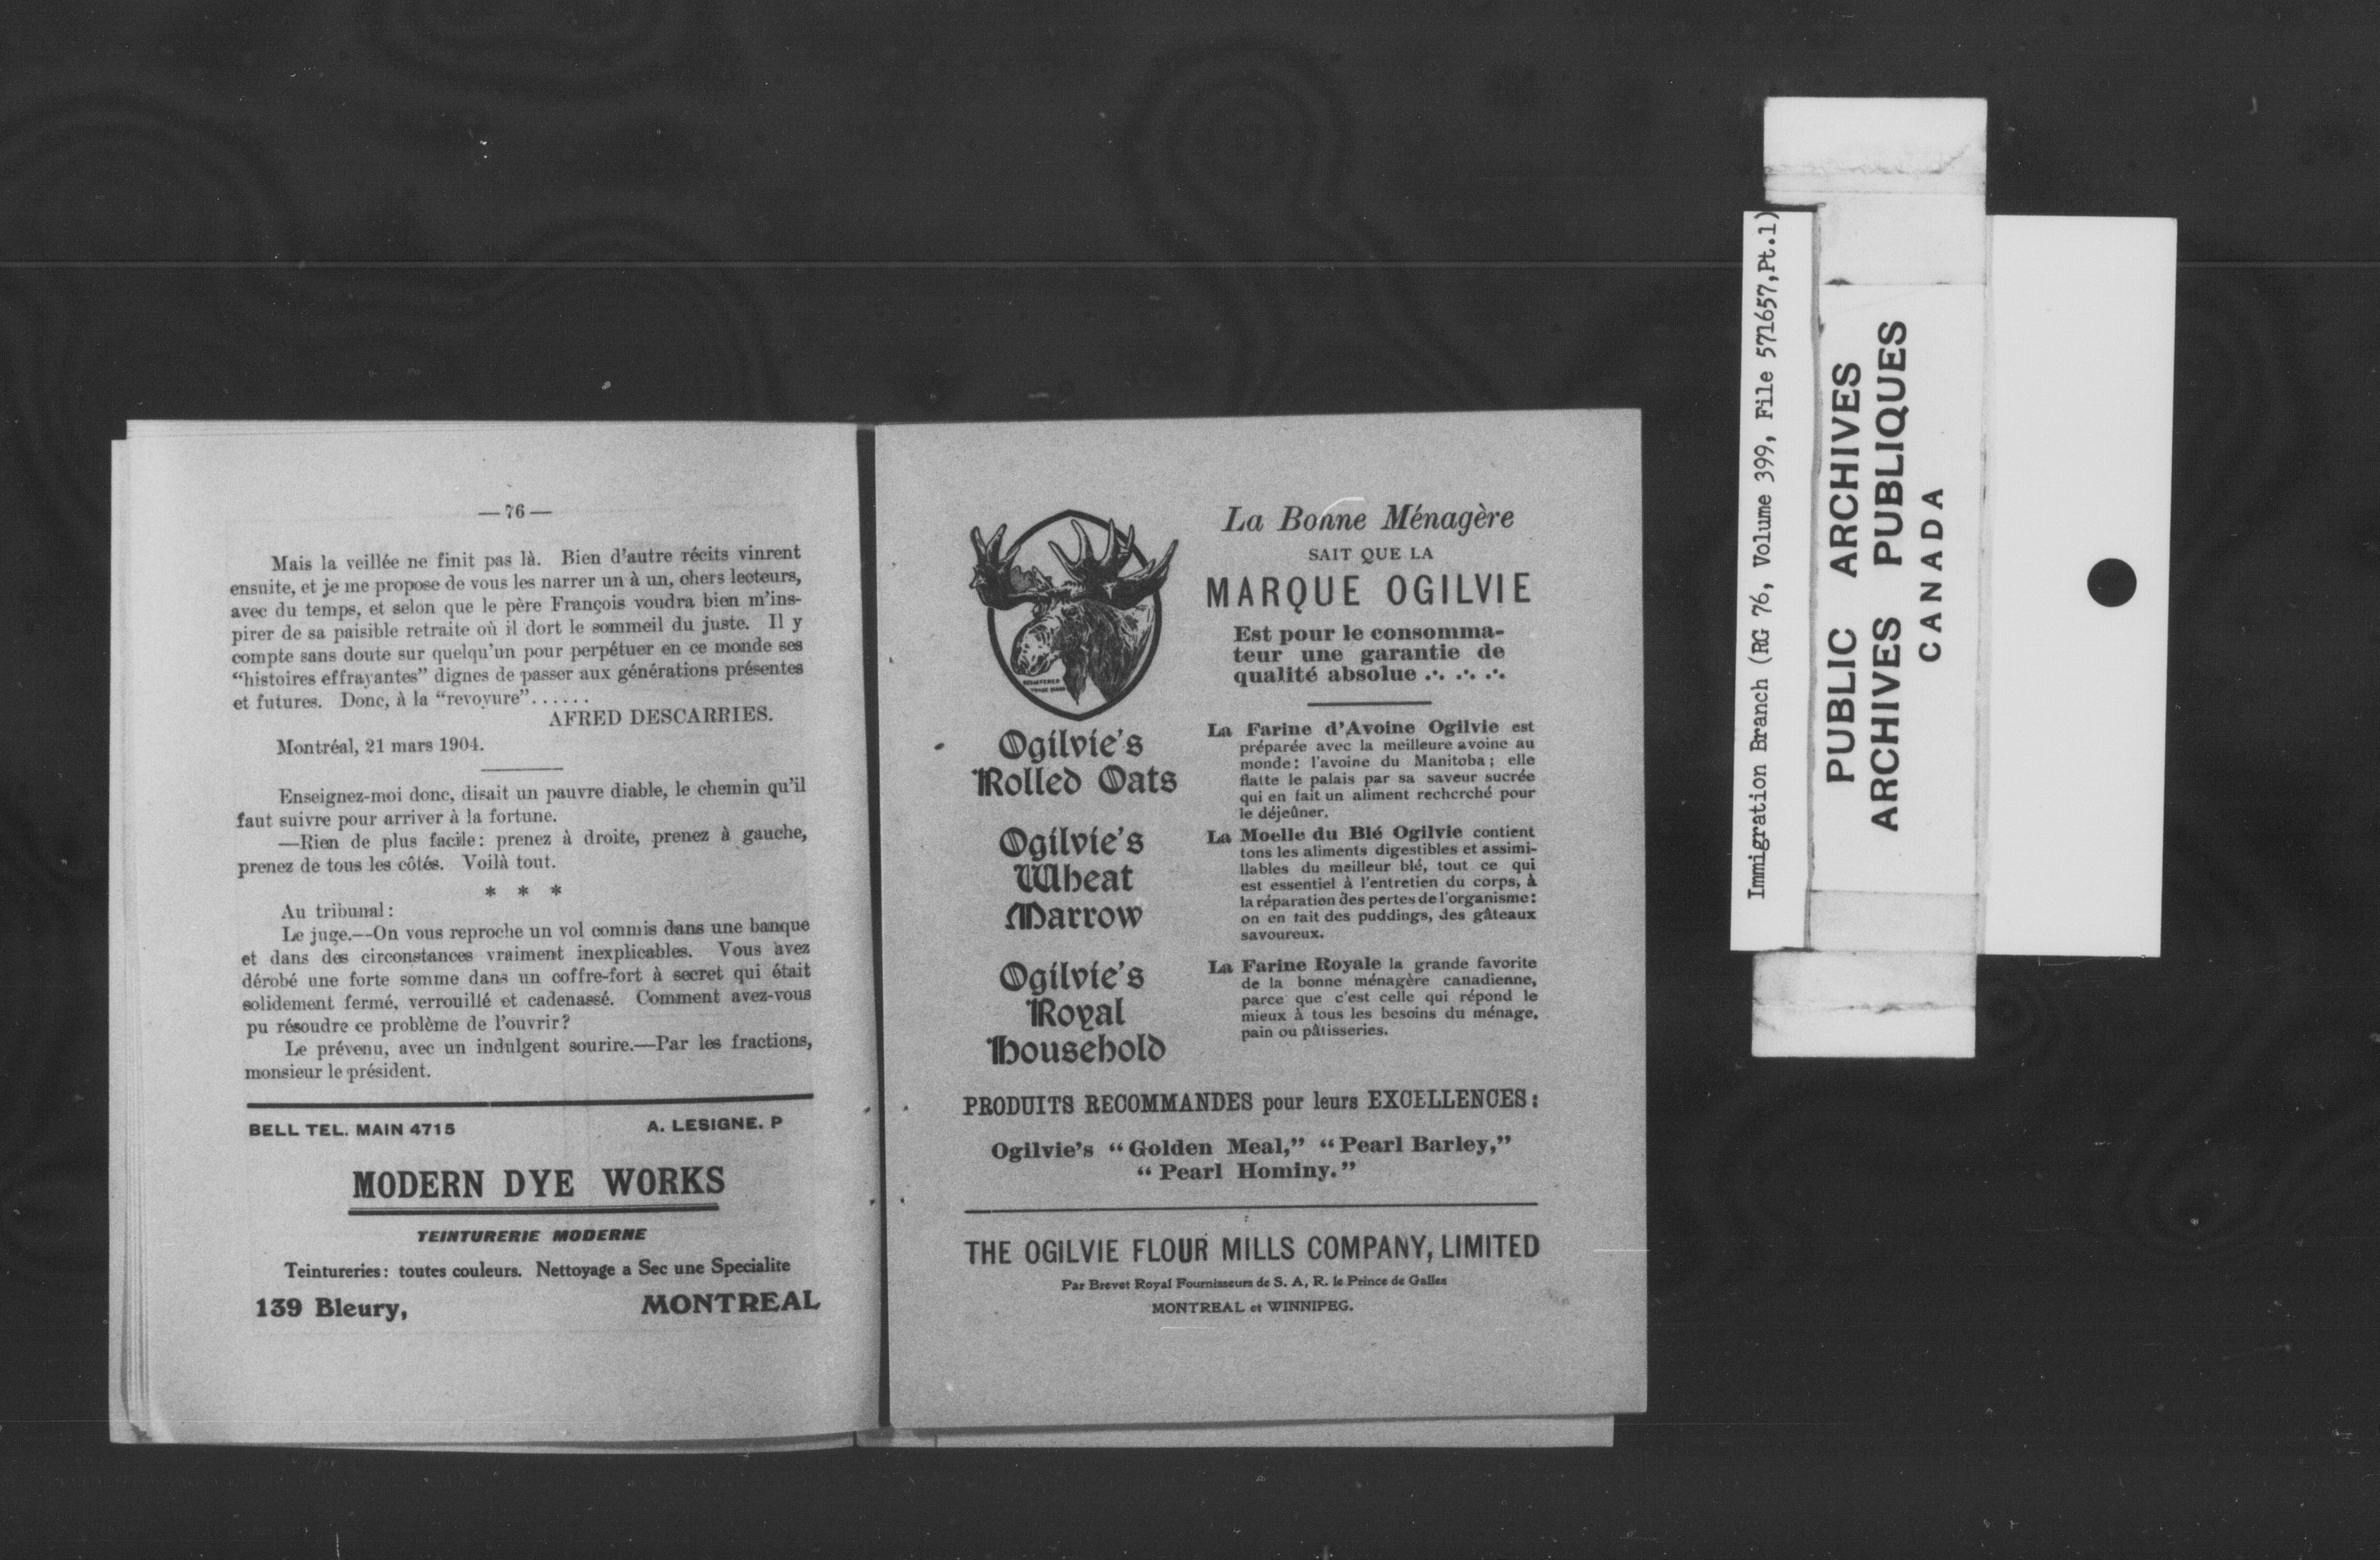 — 76 —
Mais la veillée ne finit pas là. Bien d'autre récits vinrent
ensuite, et je me propose de vous les narrer un à un, chers lecteurs,
avec du temps, et selon que le père François voudra bien m'ins-
pirer de sa paisible retraite où il dort le sommeil du juste. Il y
compte sans doute sur quelqu'un pour perpétuer en ce monde ses
“histoires effrayantes” dignes de passer aux générations présentes
et futures. Donc, à la “revoyure”......
AFRED DESCARRIES.
Montréal, 21 mars 1904.
Enseignez-moi donc, disait un pauvre diable, le chemin qu'il
faut suivre pour arriver à la fortune.
—Rien de plus facile: prenez à droite, prenez à gauche,
prenez de tous les côtés. Voilà tout.
* * *
Au tribunal:
Le juge.—On vous reproche un vol commis dans une banque
et dans des circonstances vraiment inexplicables. Vous avez
dérobé une forte somme dans un coffre-fort à secret qui était
solidement fermé, verrouillé et cadenassé. Comment avez-vous
pu résoudre ce problème de l'ouvrir?
Le prévenu, avec un indulgent sourire.—Par les fractions,
monsieur le président.
BELL TEL. MAIN 4715 A. LESIGNE. P
MODERN DYE WORKS
TEINTURERIE MODERNE
Teintureries: toutes couleurs. Nettoyage a Sec une Specialite
139 Bleury, MONTREAL
La Bonne Ménagère
SAIT QUE LA
MARQUE OGILVIE
Est pour le consomma-
teur une garantie de
qualité absolue .·. .·. .·.
REGISTERED
TRADE MARK
Ogilvie's
Rolled Oats
La Farine d'Avoine Ogilvie est
préparée avec la meilleure avoine au
monde: l'avoine du Manitoba; elle
flatte le palais par sa saveur sucrée
qui en fait un aliment recherché pour
le déjeûner.
Ogilvie's
Wheat
Marrow
La Moelle du Blé Ogilvie contient
tons les aliments digestibles et assimi-
llables du meilleur blé, tout ce qui
est essentiel à l'entretien du corps, à
la réparation des pertes de l'organisme:
on en fait des puddings, des gâteaux
savoureux.
Ogilvie's
Royal
Household
La Farine Royale la grande favorite
de la bonne ménagère canadienne,
parce que c'est celle qui répond le
mieux à tous les besoins du ménage,
pain ou pâtisseries.
PRODUITS RECOMMANDES pour leurs EXCELLENCES:
Ogilvie's “Golden Meal,” “Pearl Barley,”
“Pearl Hominy.”
THE OGILVIE FLOUR MILLS COMPANY, LIMITED
Par Brevet Royal Fournisseurs de S. A, R. le Prince de Galles
MONTREAL et WINNIPEG.
Immigration Branch (RG 76, Volume 399, File 571657,Pt.1)
PUBLIC ARCHIVES
ARCHIVES PUBLIQUES
CANADA